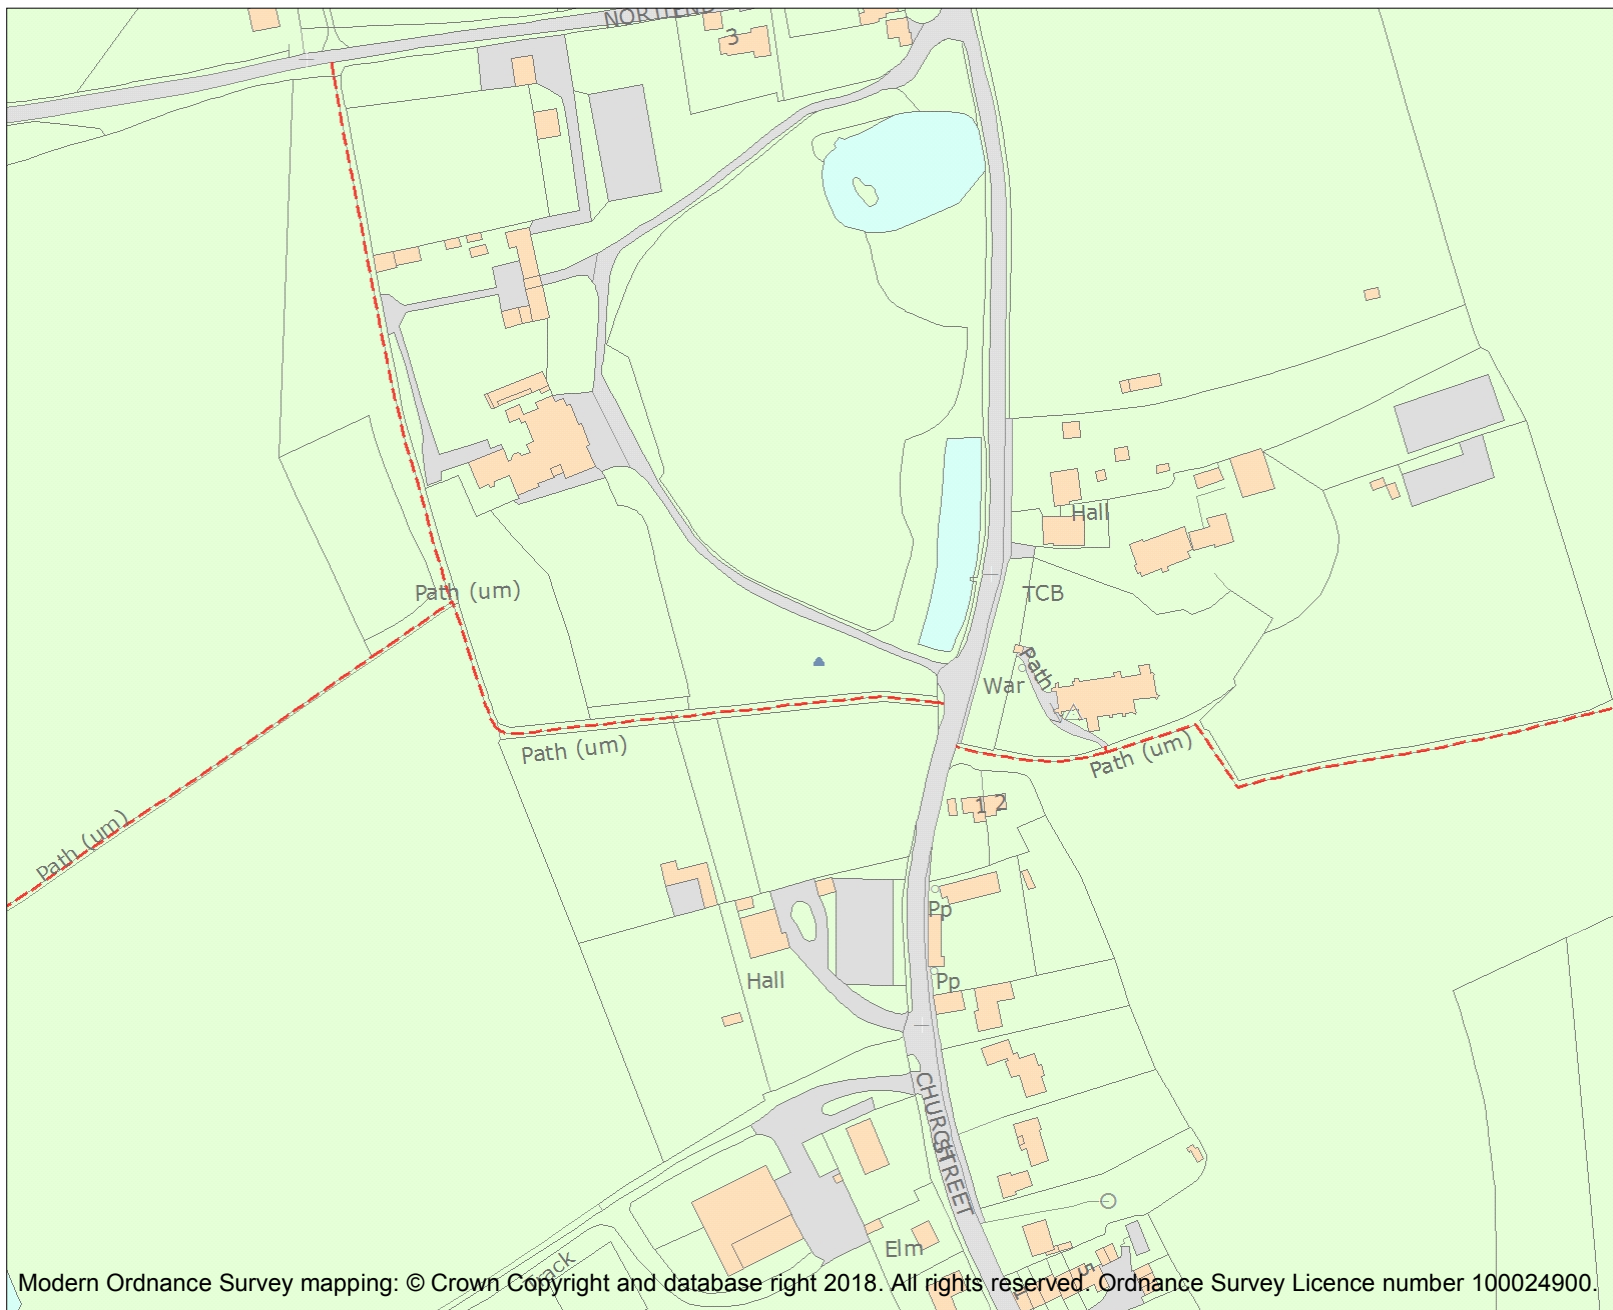 3
Hall
Path (um)
TCB
Path
War
Path (um)
Path (um)
1 2
Path (um)
Pp
Hall
Pp
CHURCH
STREET
Elm
5
Modern Ordnance Survey mapping: © Crown Copyright and database right 2018. All rights reserved. Ordnance Survey Licence number 100024900.